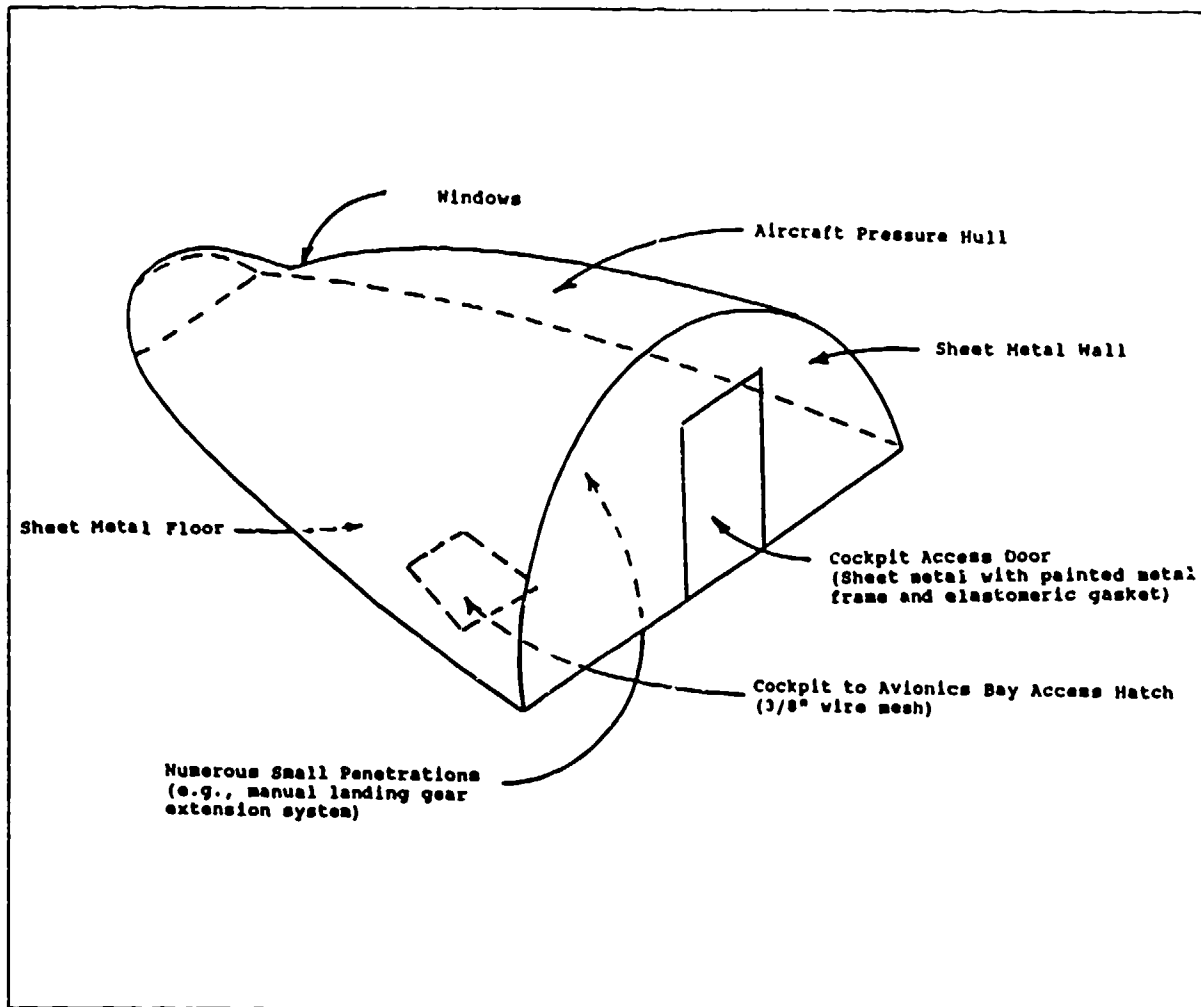 Windows
Aircraft Pressure Hull
Sheet Metal Wall
Sheet Metal Floor
Cockpit Access Door
(Sheet metal with painted metal
frame and elastomeric gasket)
Cockpit to Avionics Bay Access Hatch
(3/8" wire mesh)
Numerous Small Penetrations
(e.g., manual landing gear
extension system)